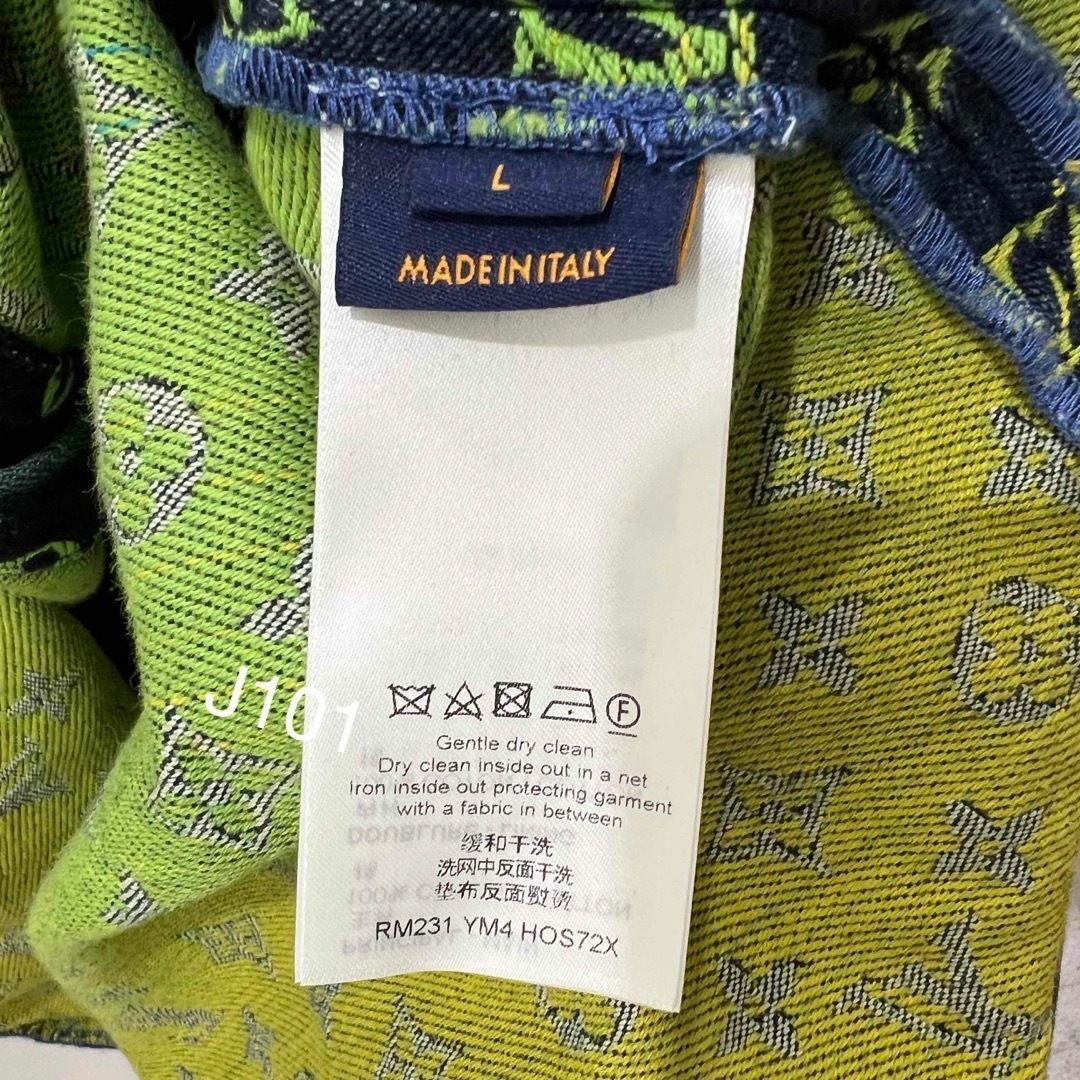 L
MADE IN ITALY
J101
Gentle dry clean
Dry clean inside out in a net
Iron inside out protecting garment
with a fabric in between
缓和干洗
洗网中反面干洗
垫布反面熨烫
RM231 YM4 HOS72X